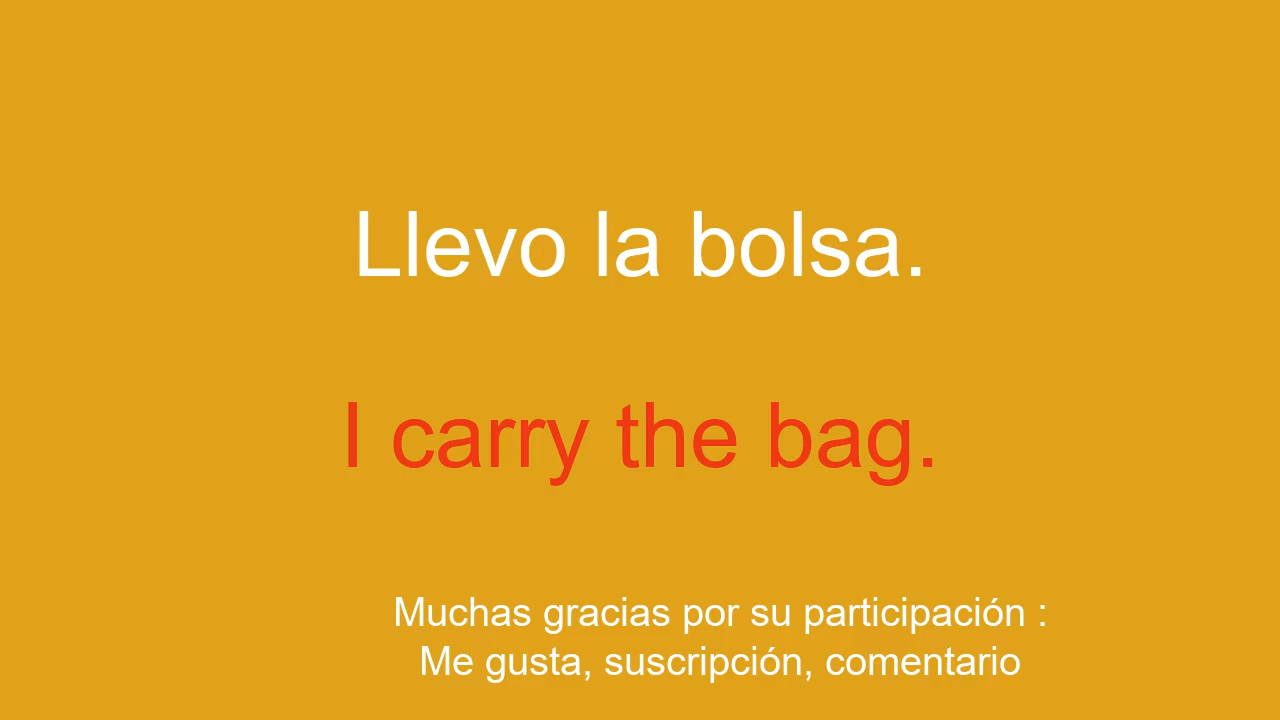 Llevo la bolsa.
I carry the bag.
Muchas gracias por su participación :
Me gusta, suscripción, comentario